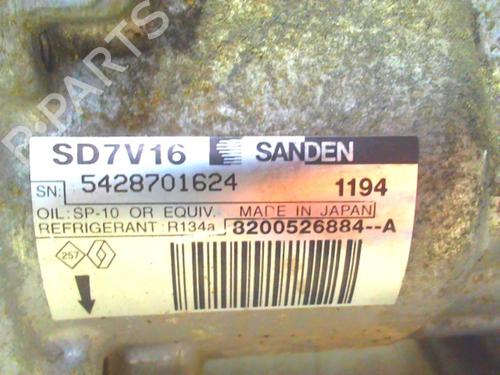 SD7V16 SANDEN
SN: 5428701624 1194
OIL: SP-10 OR EQUIV. MADE IN JAPAN
REFRIGERANT: R134a 8200526884--A
257
B-PARTS